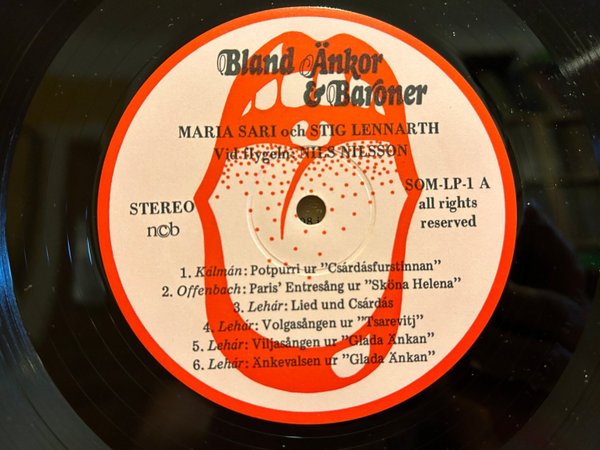 Bland Änkor
& Baroner
MARIA SARI och STIG LENNARTH
Vid flygeln: NILS NILSSON
STEREO
ncb
SOM-LP-1 A
all rights
reserved
1. Kálmán: Potpurri ur "Csárdásfurstinnan"
2. Offenbach: Paris' Entresång ur "Sköna Helena"
3. Lehár: Lied und Csárdás
4. Lehár: Volgasången ur "Tsarevitj"
5. Lehár: Viljasången ur "Glada Änkan"
6. Lehár: Änkevalsen ur "Glada Änkan"